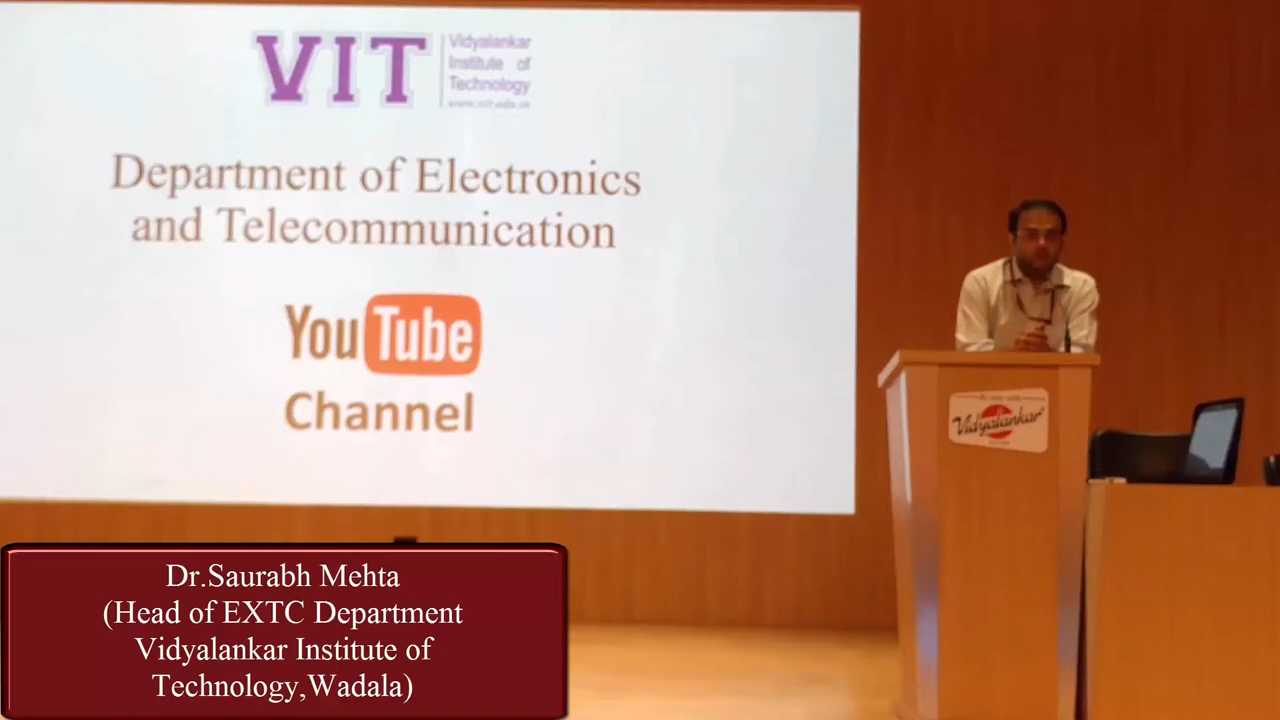 VIT
Vidyalankar
Institute of
Technology
Department of Electronics
and Telecommunication
YouTube
Channel
Vidyalankar
Dr.Saurabh Mehta
(Head of EXTC Department
Vidyalankar Institute of
Technology,Wadala)